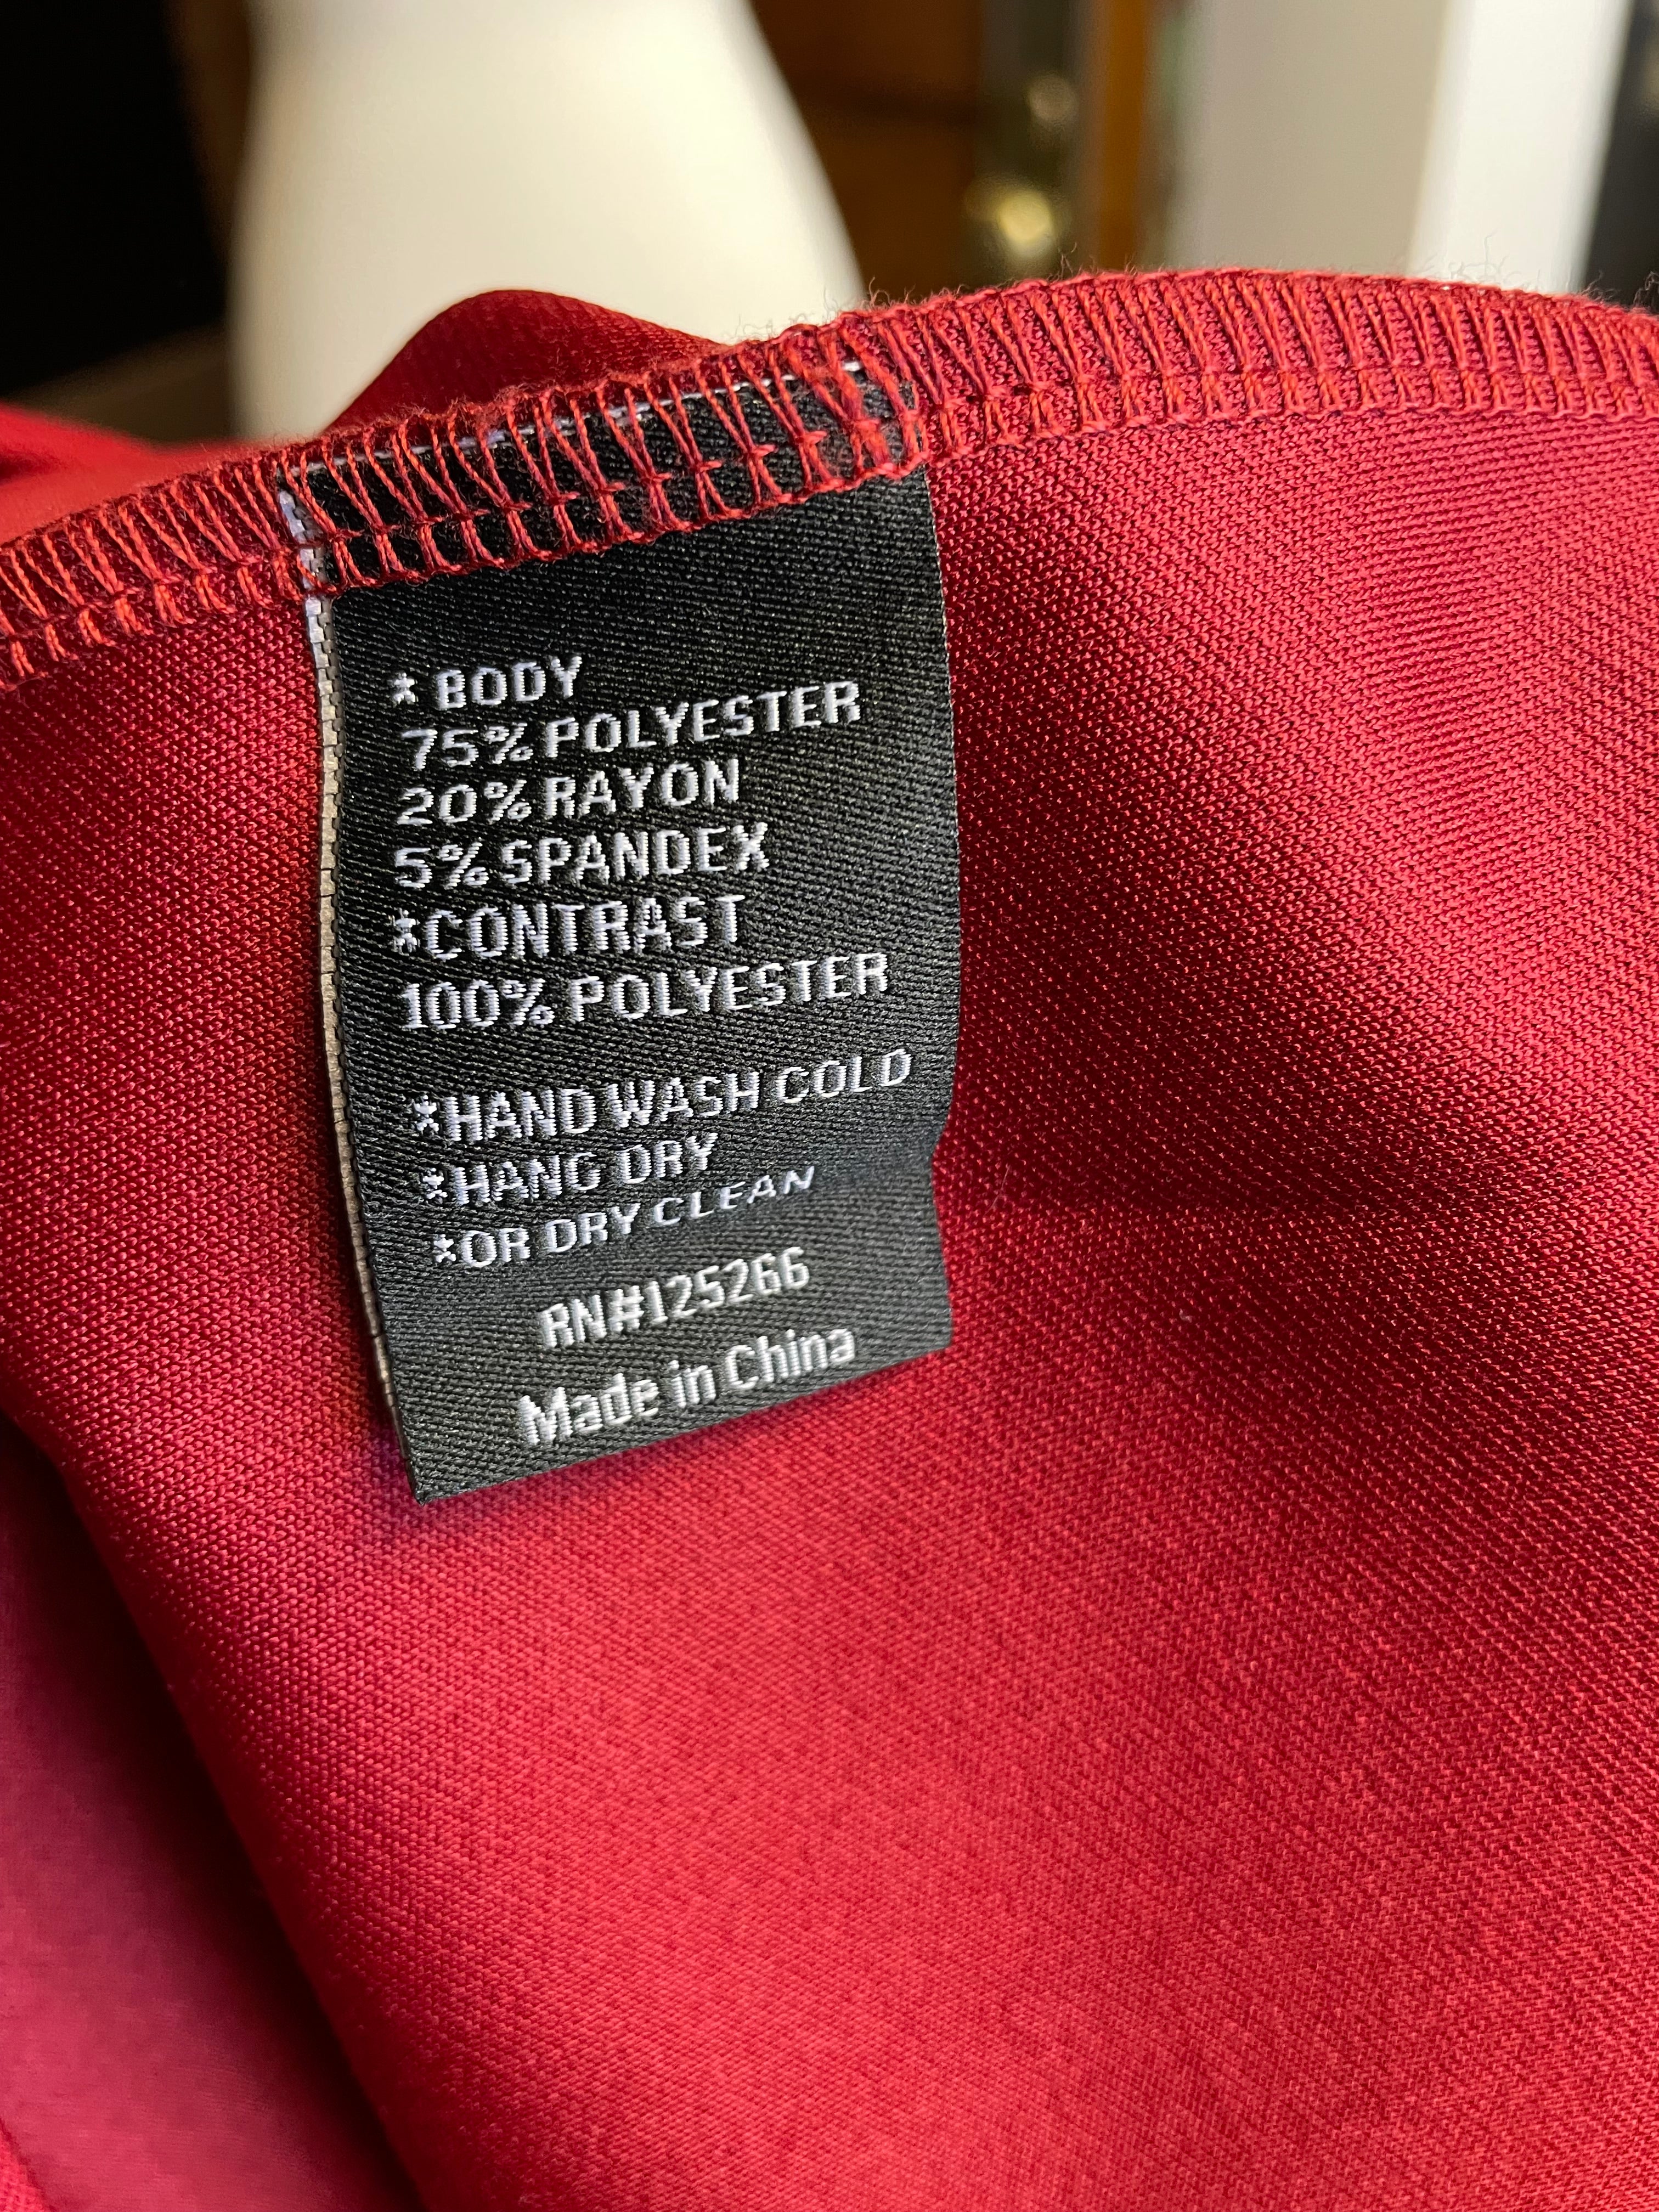 * BODY
75% POLYESTER
20% RAYON
5% SPANDEX
*CONTRAST
100% POLYESTER
*HAND WASH COLD
*HANG DRY
*OR DRY CLEAN
RN#125266
Made in China